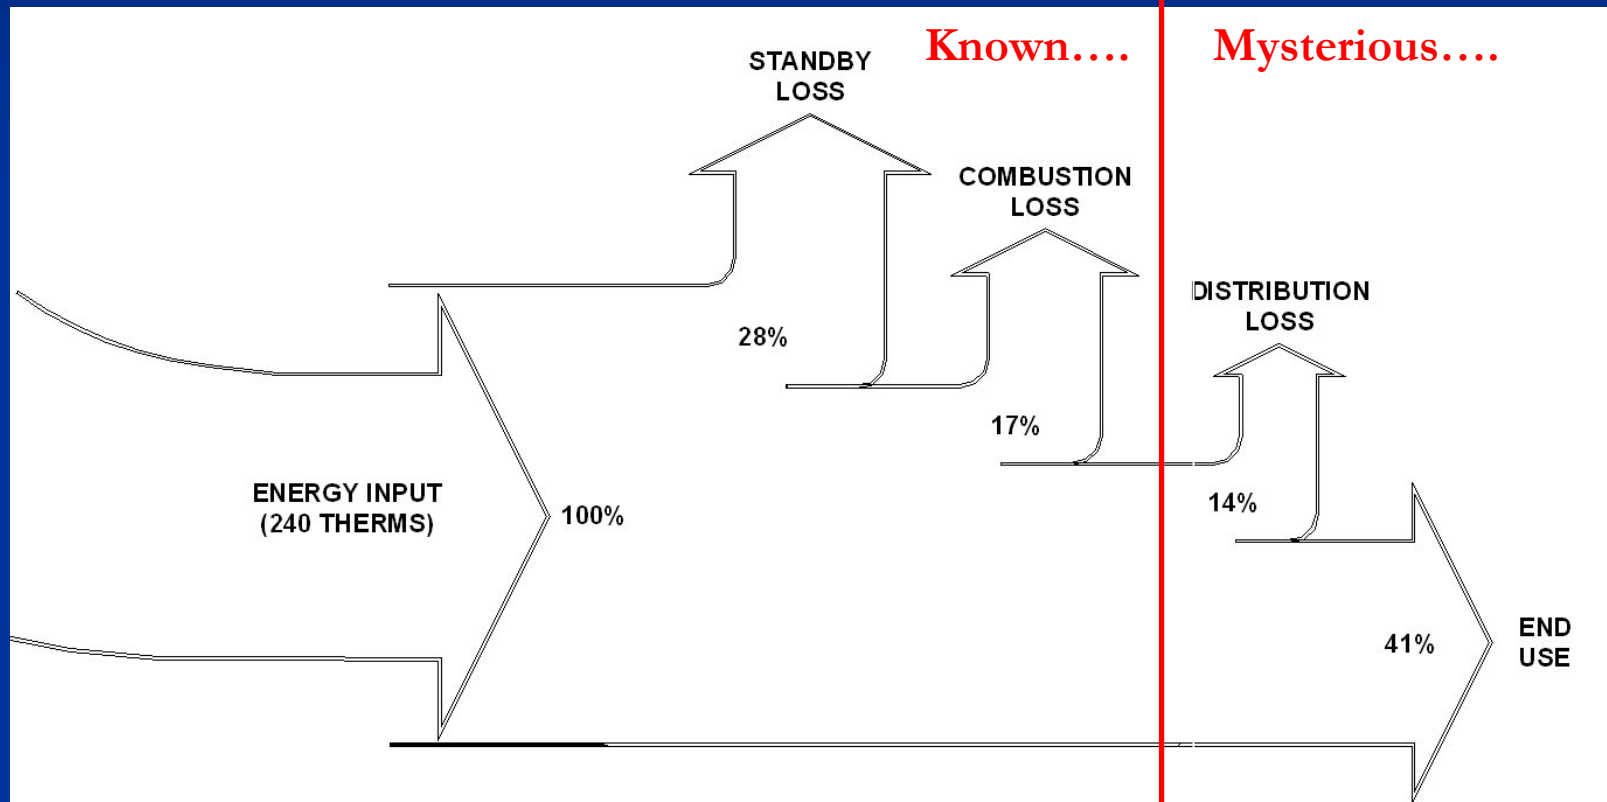 Known....
Mysterious....
STANDBY
LOSS
COMBUSTION
LOSS
DISTRIBUTION
LOSS
28%
17%
14%
ENERGY INPUT
(240 THERMS)
100%
41%
END
USE